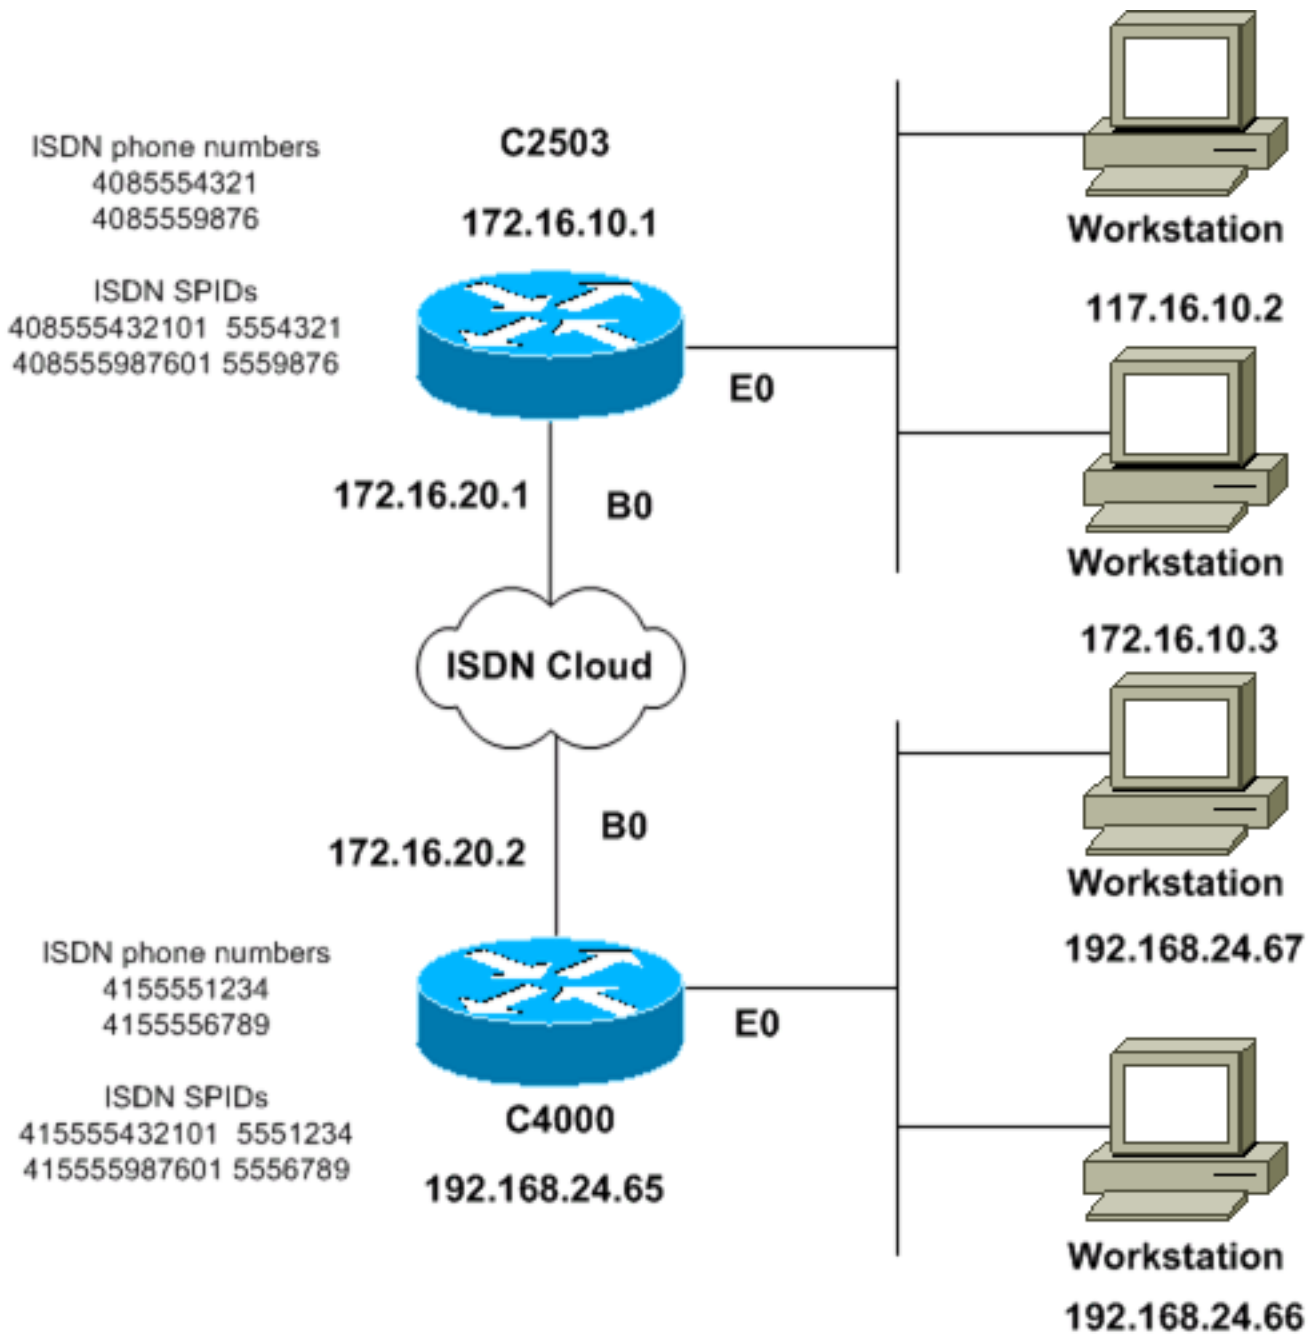 ISDN phone numbers
4085554321
4085559876
ISDN SPIDs
408555432101 5554321
408555987601 5559876
C2503
172.16.10.1
E0
172.16.20.1
B0
Workstation
117.16.10.2
Workstation
172.16.10.3
ISDN Cloud
172.16.20.2
B0
ISDN phone numbers
4155551234
4155556789
ISDN SPIDs
415555432101 5551234
415555987601 5556789
E0
C4000
192.168.24.65
Workstation
192.168.24.67
Workstation
192.168.24.66